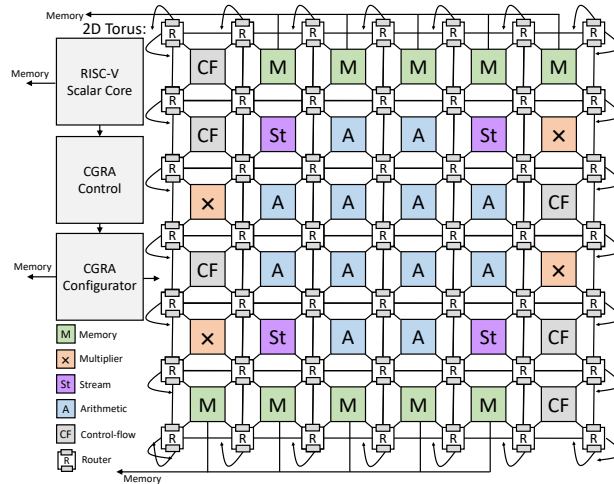 2D Torus:
Memory
R R R R R R R
RISC-V
Scalar Core
CF M M M M M
Memory
R R R R R R R
CF St A A St ×
CGRA
Control
R R R R R R R
× A A A A CF
R R R R R R R
CGRA
Configurator
CF A A A A ×
Memory
R R R R R R R
M Memory
× Multiplier
× St A A St CF
St Stream
R R R R R R R
A Arithmetic
M M M M M CF
CF Control-flow
R R R R R R R
R Router
Memory